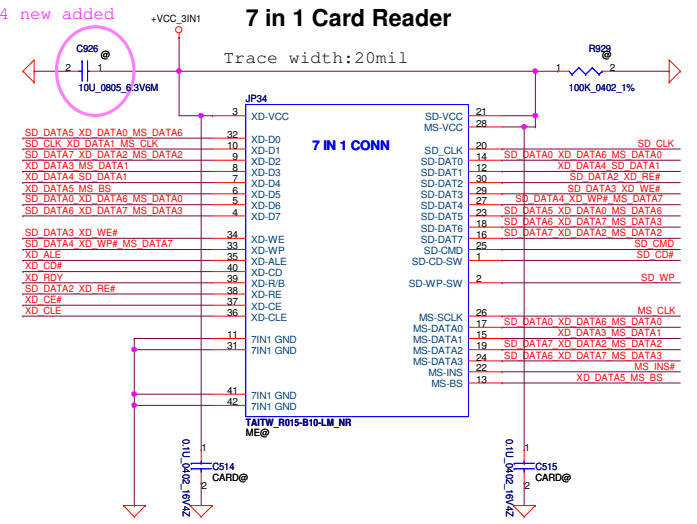 4 new added
+VCC_3IN1
7 in 1 Card Reader
C926
@
2 1
10U_0805_6.3V6M
Trace width:20mil
R929
@
1 2
100K_0402_1%
JP34
7 IN 1 CONN
3 XD-VCC
SD-VCC 21
MS-VCC 28
SD_DATA5_XD_DATA0_MS_DATA6 32 XD-D0
SD_CLK_XD_DATA1_MS_CLK 10 XD-D1
SD_DATA7_XD_DATA2_MS_DATA2 9 XD-D2
XD_DATA3_MS_DATA1 8 XD-D3
XD_DATA4_SD_DATA1 7 XD-D4
XD_DATA5_MS_BS 6 XD-D5
SD_DATA0_XD_DATA6_MS_DATA0 5 XD-D6
SD_DATA6_XD_DATA7_MS_DATA3 4 XD-D7
SD_DATA3_XD_WE# 34 XD-WE
SD_DATA4_XD_WP#_MS_DATA7 33 XD-WP
XD_ALE 35 XD-ALE
XD_CD# 40 XD-CD
XD_RDY 39 XD-R/B
SD_DATA2_XD_RE# 38 XD-RE
XD_CE# 37 XD-CE
XD_CLE 36 XD-CLE
11 7IN1 GND
31 7IN1 GND
41 7IN1 GND
42 7IN1 GND
SD_CLK 20 SD_CLK
SD-DAT0 14 SD_DATA0_XD_DATA6_MS_DATA0
SD-DAT1 12 XD_DATA4_SD_DATA1
SD-DAT2 30 SD_DATA2_XD_RE#
SD-DAT3 29 SD_DATA3_XD_WE#
SD-DAT4 27 SD_DATA4_XD_WP#_MS_DATA7
SD-DAT5 23 SD_DATA5_XD_DATA0_MS_DATA6
SD-DAT6 18 SD_DATA6_XD_DATA7_MS_DATA3
SD-DAT7 16 SD_DATA7_XD_DATA2_MS_DATA2
SD-CMD 25 SD_CMD
SD-CD-SW 1 SD_CD#
SD-WP-SW 2 SD_WP
MS-SCLK 26 MS_CLK
MS-DATA0 17 SD_DATA0_XD_DATA6_MS_DATA0
MS-DATA1 15 XD_DATA3_MS_DATA1
MS-DATA2 19 SD_DATA7_XD_DATA2_MS_DATA2
MS-DATA3 24 SD_DATA6_XD_DATA7_MS_DATA3
MS-INS 22 MS_INS#
MS-BS 13 XD_DATA5_MS_BS
TAITW_R015-B10-LM_NR
ME@
0.1U_0402_16V4Z
1
C514
CARD@
2
0.1U_0402_16V4Z
1
C515
CARD@
2